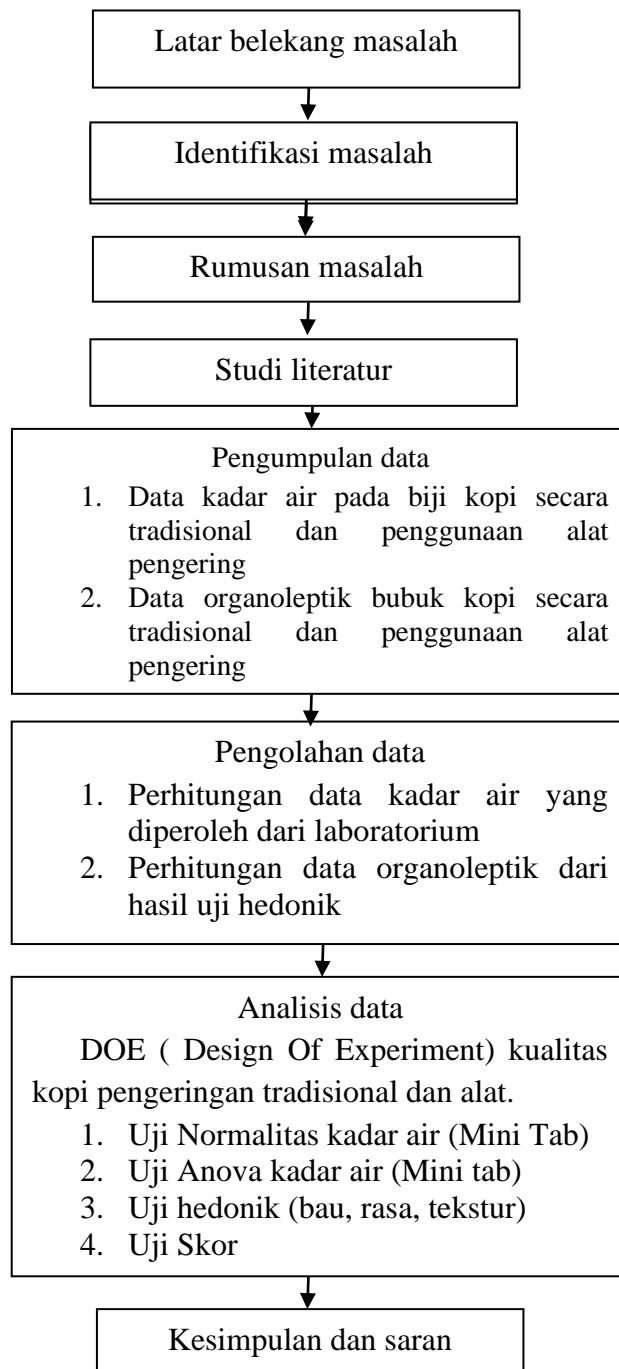 Latar belekang masalah
Identifikasi masalah
Rumusan masalah
Studi literatur
Pengumpulan data
1. Data kadar air pada biji kopi secara
tradisional dan penggunaan alat
pengering
2. Data organoleptik bubuk kopi secara
tradisional dan penggunaan alat
pengering
Pengolahan data
1. Perhitungan data kadar air yang
diperoleh dari laboratorium
2. Perhitungan data organoleptik dari
hasil uji hedonik
Analisis data
DOE ( Design Of Experiment) kualitas
kopi pengeringan tradisional dan alat.
1. Uji Normalitas kadar air (Mini Tab)
2. Uji Anova kadar air (Mini tab)
3. Uji hedonik (bau, rasa, tekstur)
4. Uji Skor
Kesimpulan dan saran